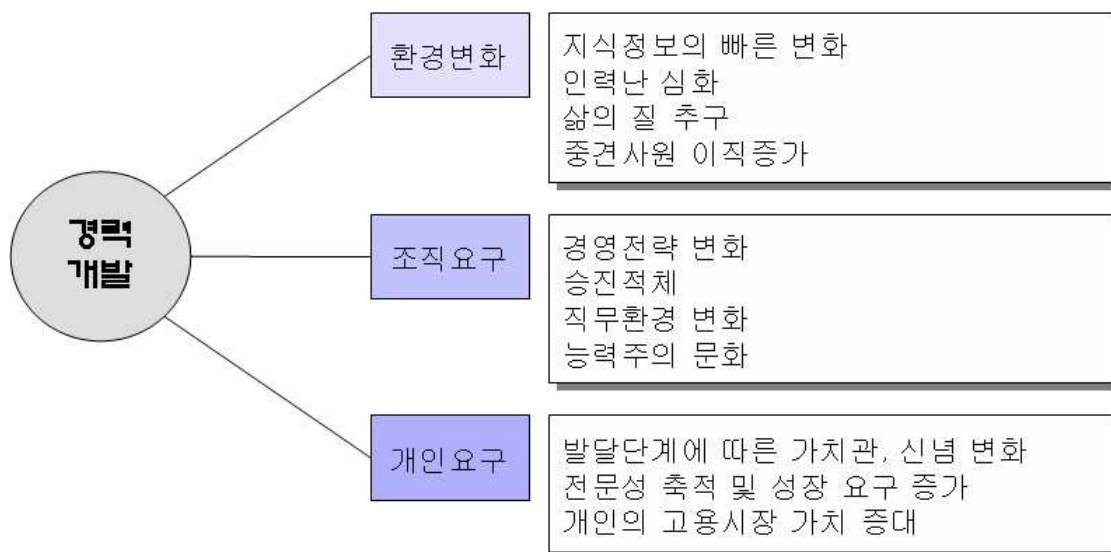 경력
개발
환경변화
지식정보의 빠른 변화
인력난 심화
삶의 질 추구
중견사원 이직증가
조직요구
경영전략 변화
승진적체
직무환경 변화
능력주의 문화
개인요구
발달단계에 따른 가치관, 신념 변화
전문성 축적 및 성장 요구 증가
개인의 고용시장 가치 증대